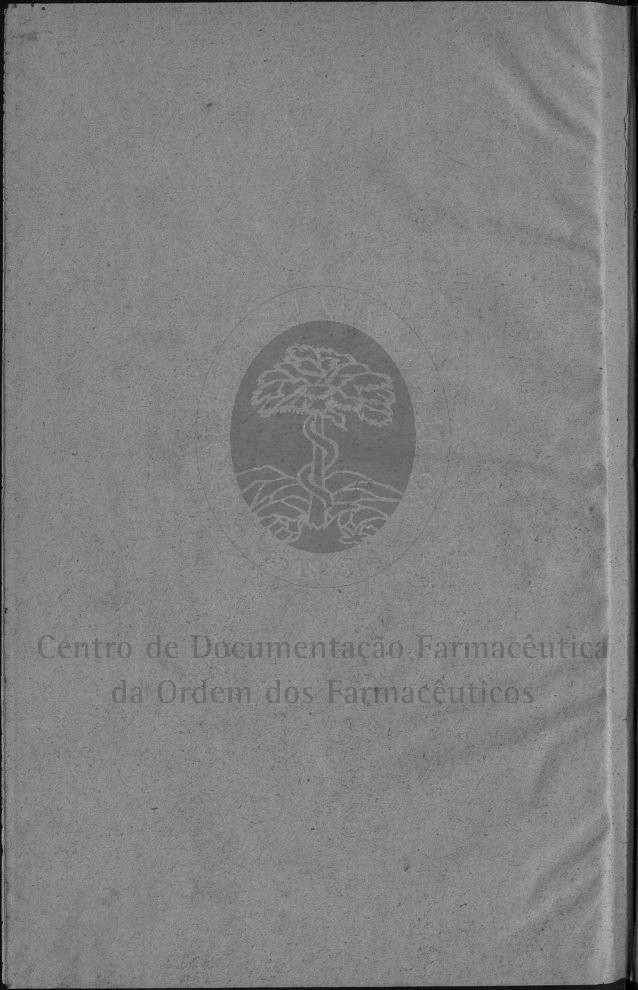 Centro de Documentação Farmacêutica
da Ordem dos Farmacêuticos